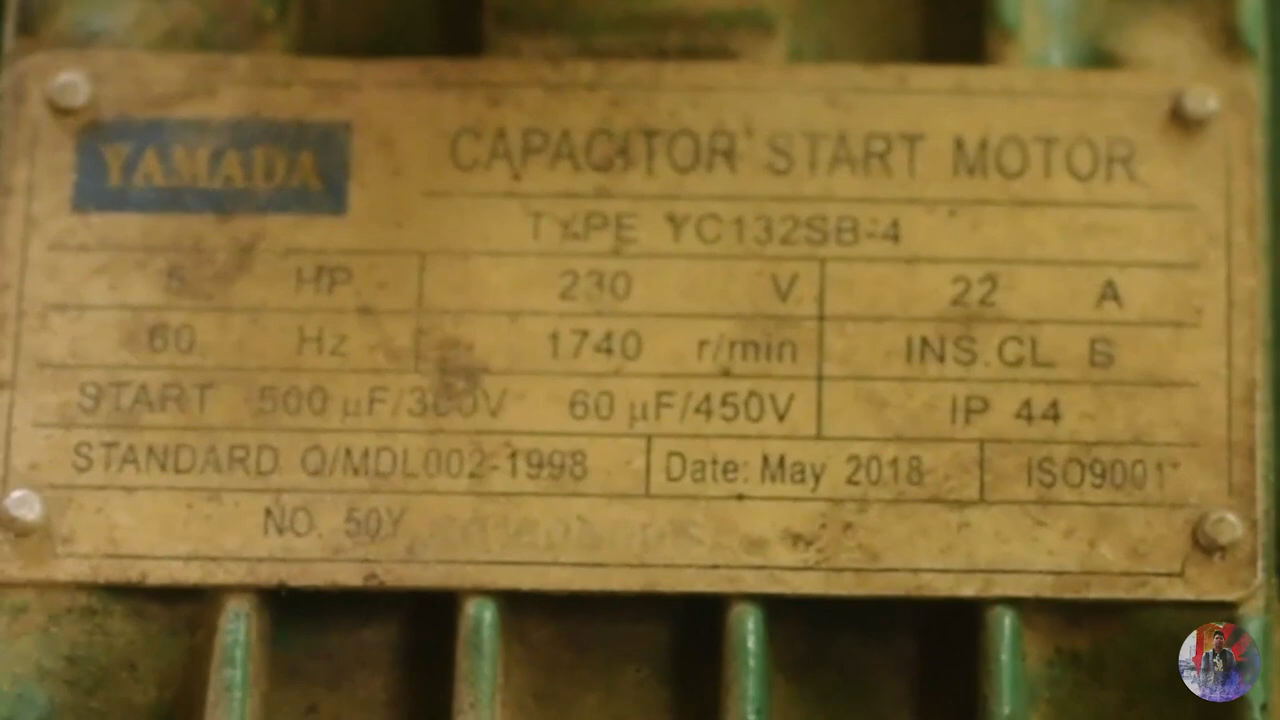 YAMADA
CAPACITOR START MOTOR
TYPE YC132SB-4
5 HP 230 V 22 A
60 Hz 1740 r/min INS.CL B
START 500 µF/300V 60 µF/450V IP 44
STANDARD Q/MDL002-1998 Date: May 2018 ISO9001
NO. 50Y